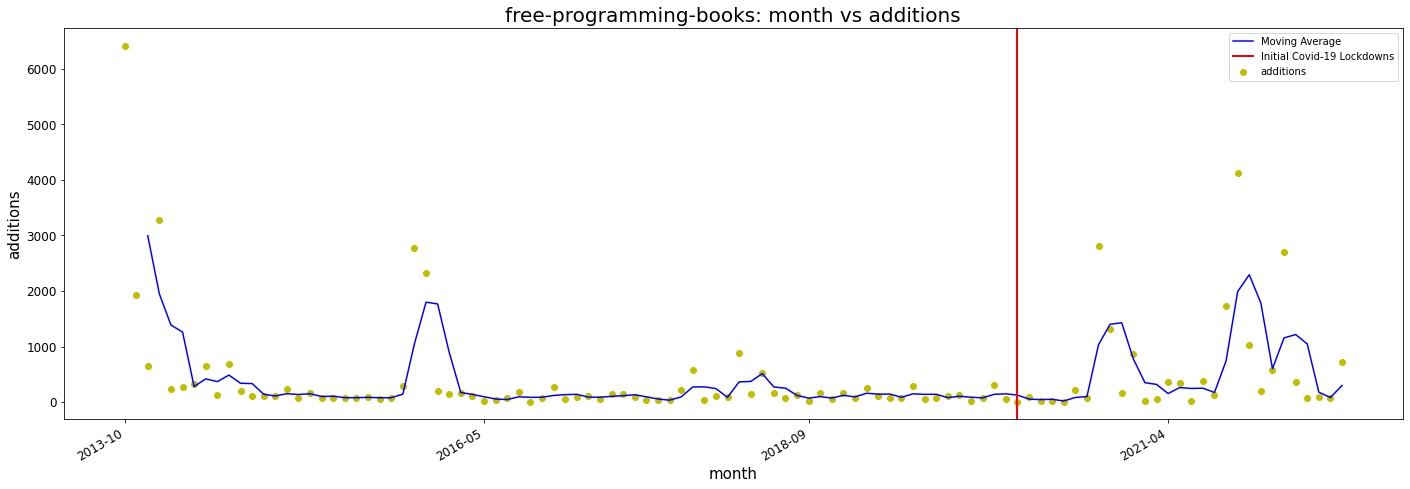 free-programming-books: month vs additions
Moving Average
Initial Covid-19 Lockdowns
additions
6000
5000
4000
3000
2000
1000
0
additions
2013-10
2016-05
2018-09
2021-04
month